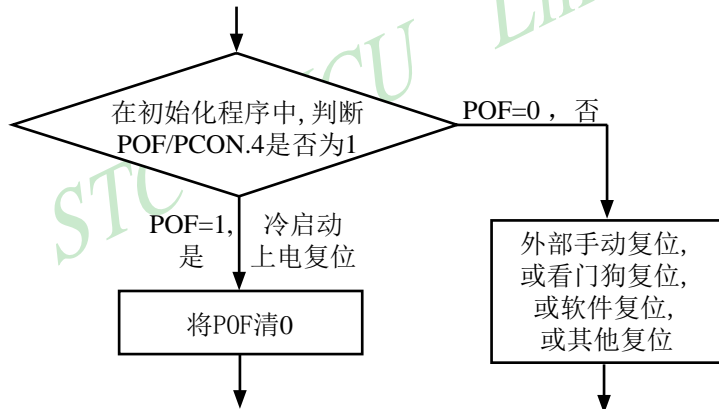 STC MCU Lim
在初始化程序中, 判断
POF/PCON.4是否为1
POF=0 ，否
POF=1,
是
冷启动
上电复位
将POF清0
外部手动复位,
或看门狗复位,
或软件复位,
或其他复位